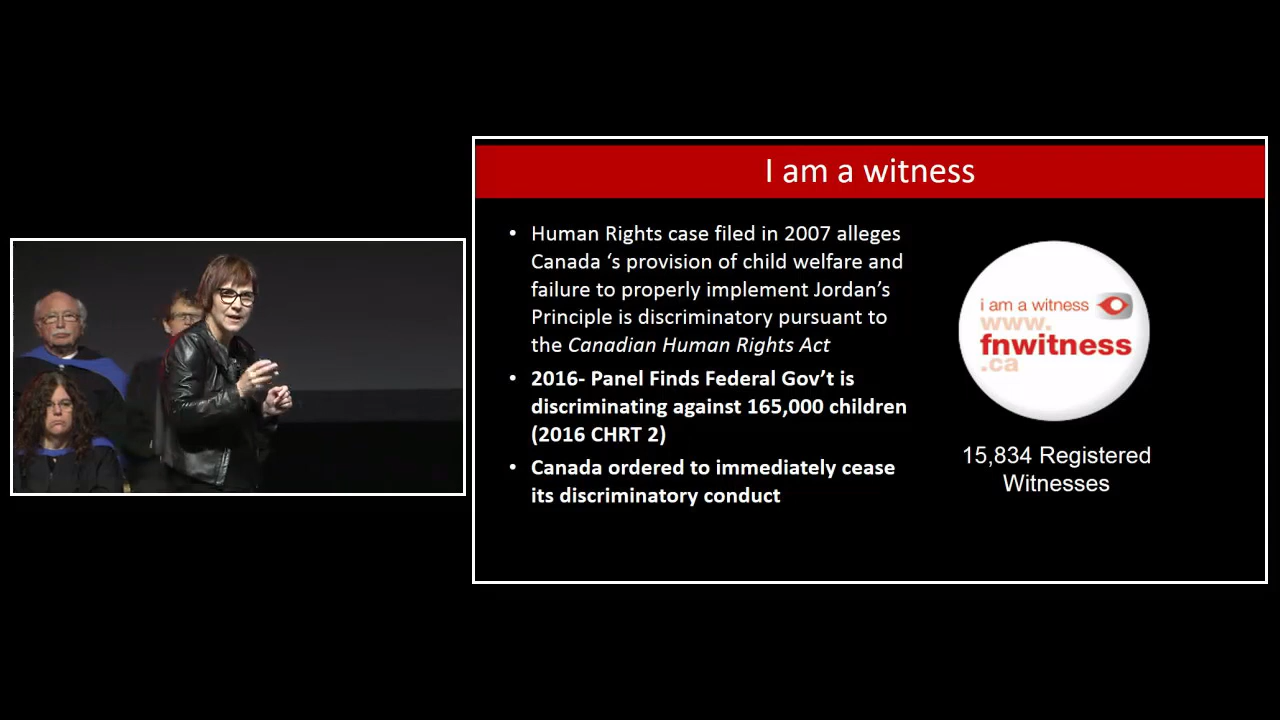 I am a witness
• Human Rights case filed in 2007 alleges
Canada ‘s provision of child welfare and
failure to properly implement Jordan’s
Principle is discriminatory pursuant to
the Canadian Human Rights Act
• 2016- Panel Finds Federal Gov’t is
discriminating against 165,000 children
(2016 CHRT 2)
• Canada ordered to immediately cease
its discriminatory conduct
i am a witness
www.
fnwitness
.ca
15,834 Registered
Witnesses